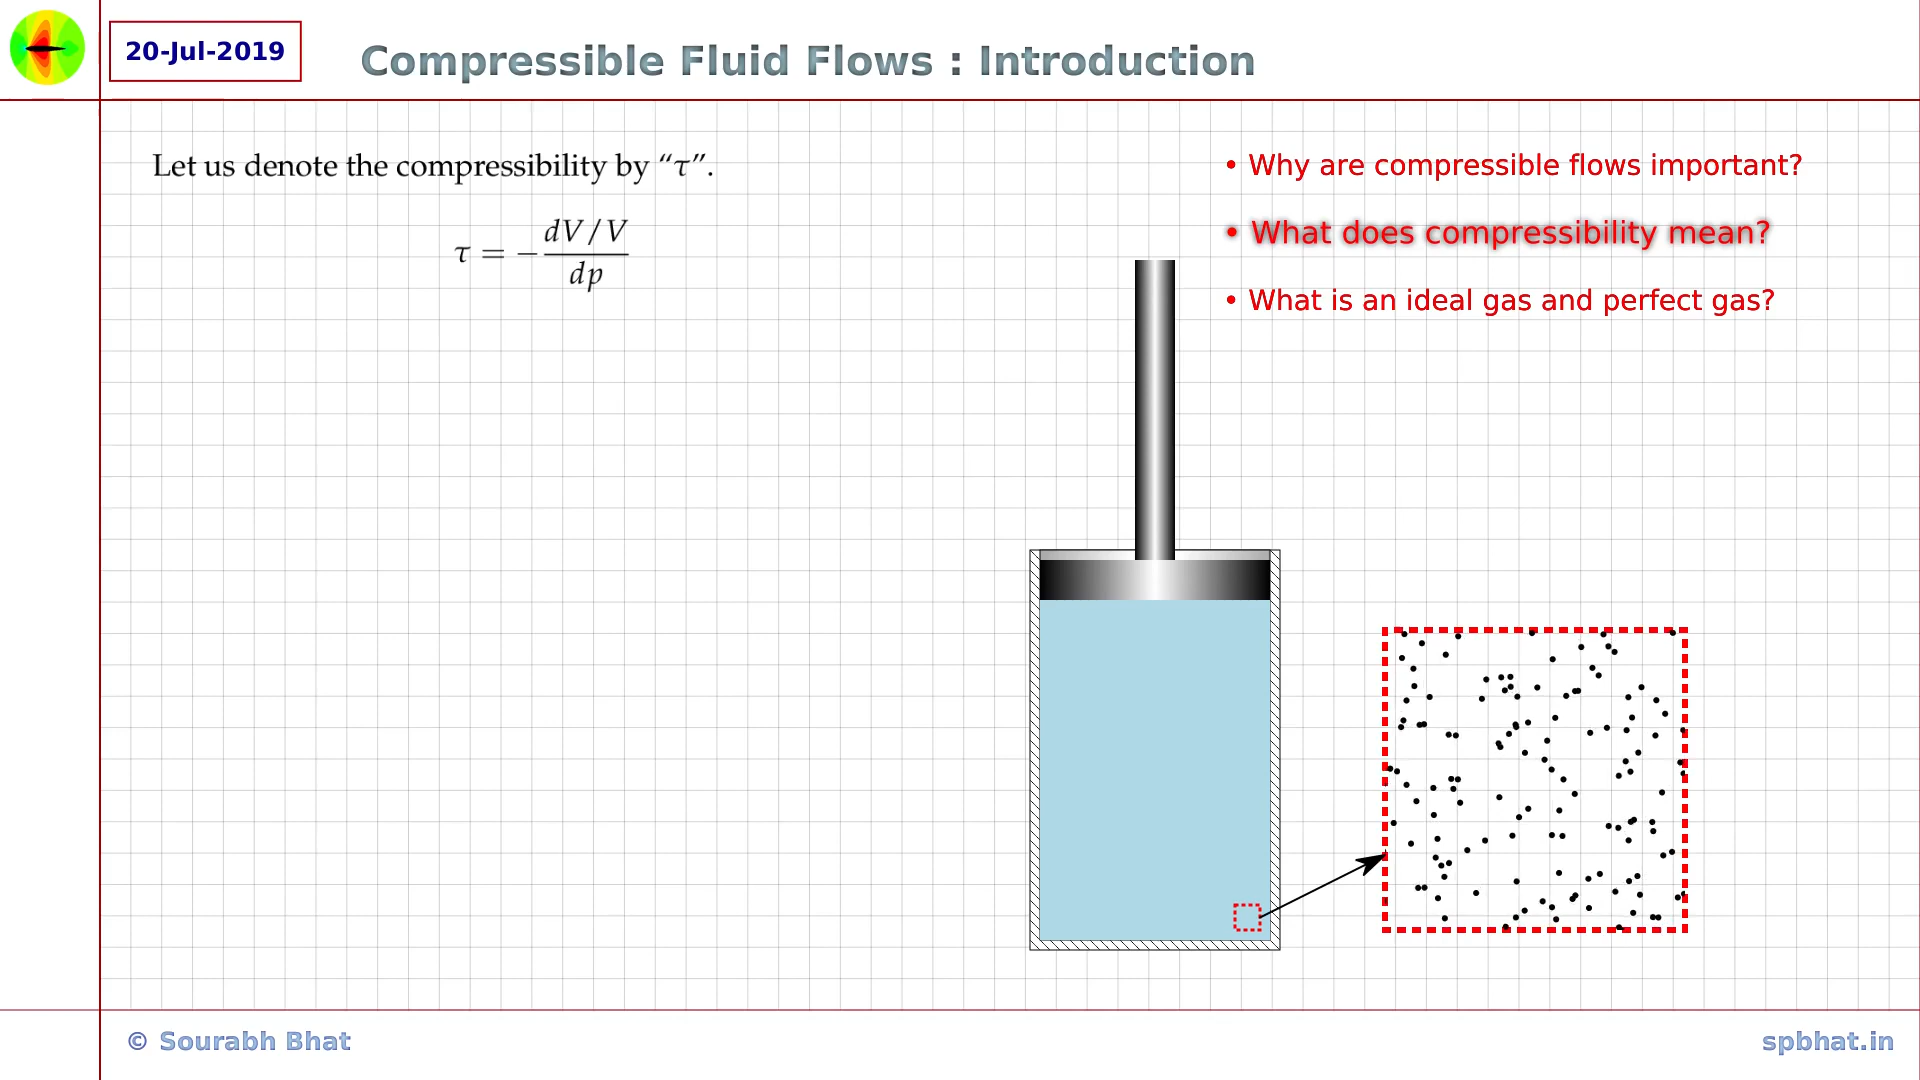 20-Jul-2019
Compressible Fluid Flows : Introduction
Let us denote the compressibility by “τ”.
τ = − dV/V / dp
• Why are compressible flows important?
• What does compressibility mean?
• What is an ideal gas and perfect gas?
© Sourabh Bhat
spbhat.in